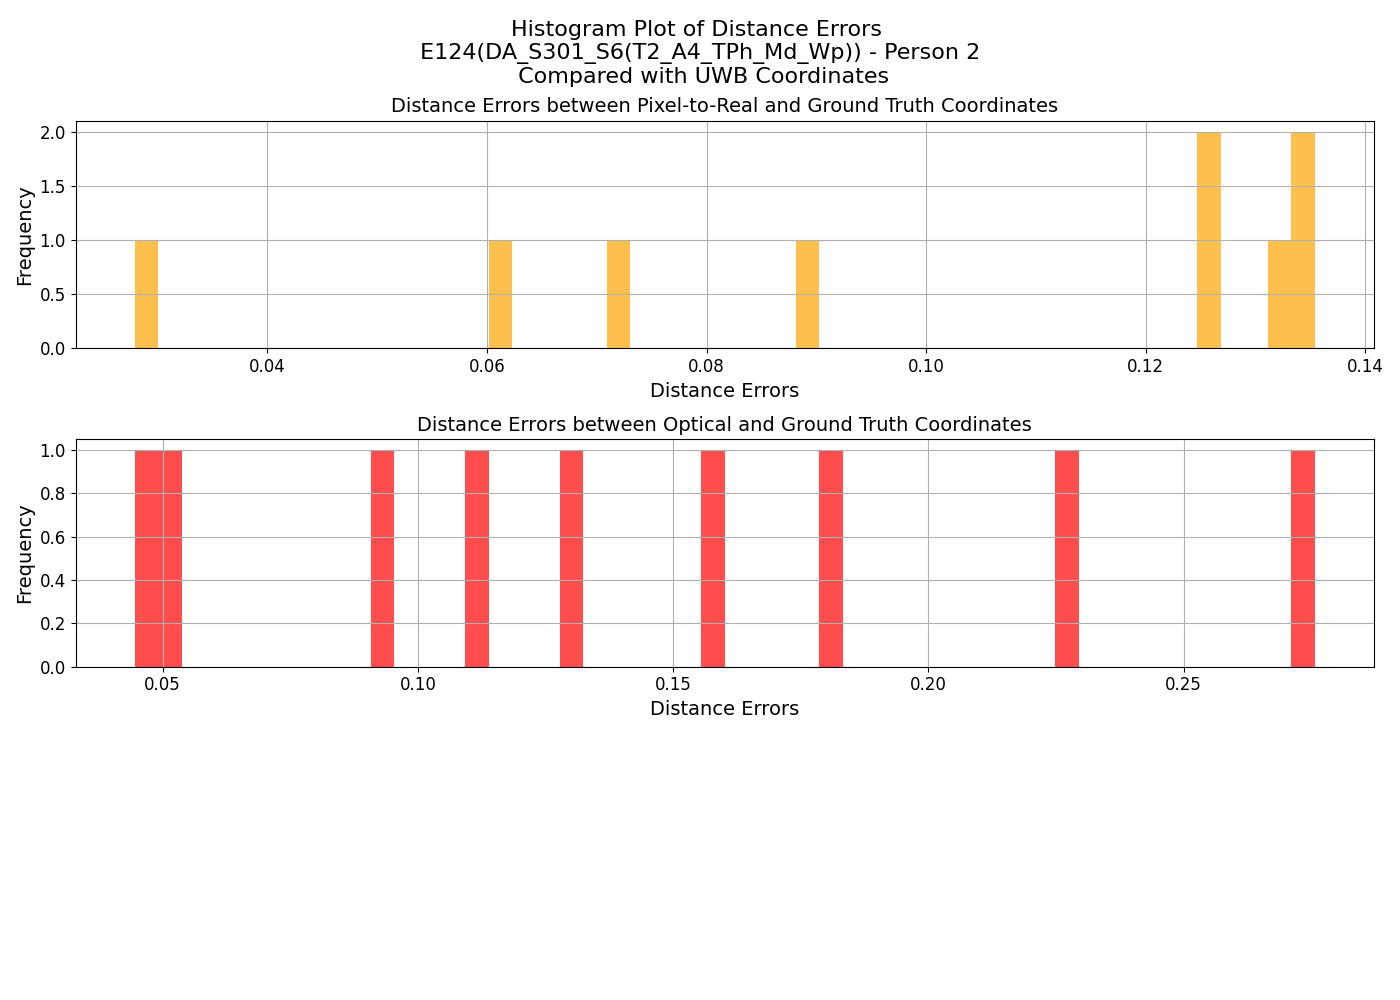 Histogram Plot of Distance Errors
E124(DA_S301_S6(T2_A4_TPh_Md_Wp)) - Person 2
Compared with UWB Coordinates
Distance Errors between Pixel-to-Real and Ground Truth Coordinates
2.0
1.5
1.0
0.5
0.0
Frequency
0.04 0.06 0.08 0.10 0.12 0.14
Distance Errors
Distance Errors between Optical and Ground Truth Coordinates
1.0
0.8
0.6
0.4
0.2
0.0
Frequency
0.05 0.10 0.15 0.20 0.25
Distance Errors